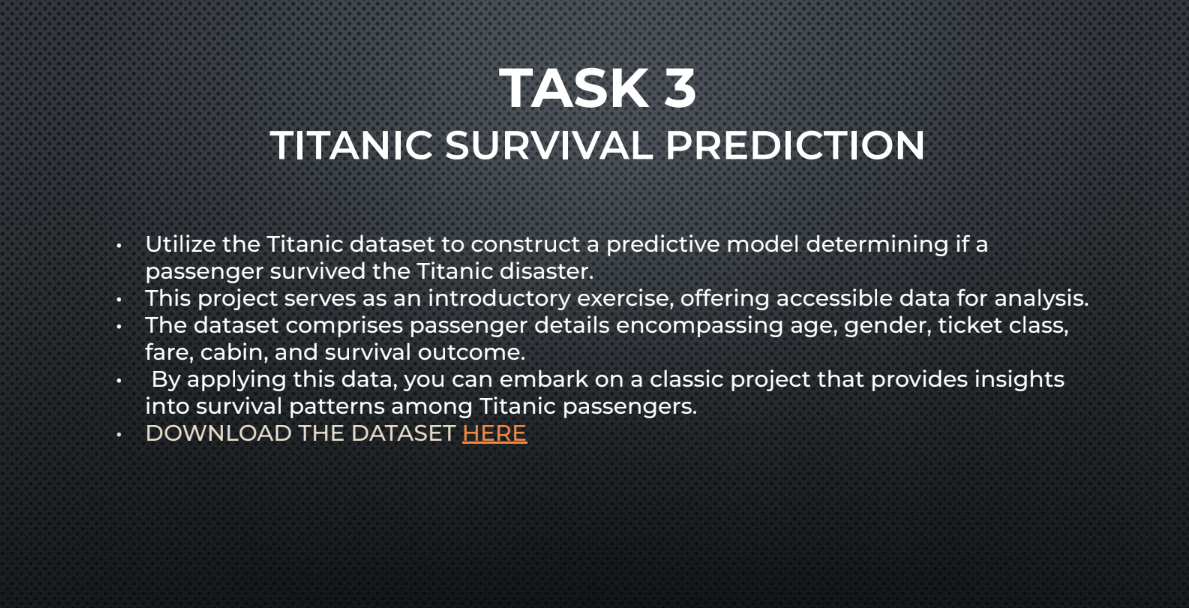 TASK 3
TITANIC SURVIVAL PREDICTION
• Utilize the Titanic dataset to construct a predictive model determining if a
passenger survived the Titanic disaster.
• This project serves as an introductory exercise, offering accessible data for analysis.
• The dataset comprises passenger details encompassing age, gender, ticket class,
fare, cabin, and survival outcome.
• By applying this data, you can embark on a classic project that provides insights
into survival patterns among Titanic passengers.
• DOWNLOAD THE DATASET HERE